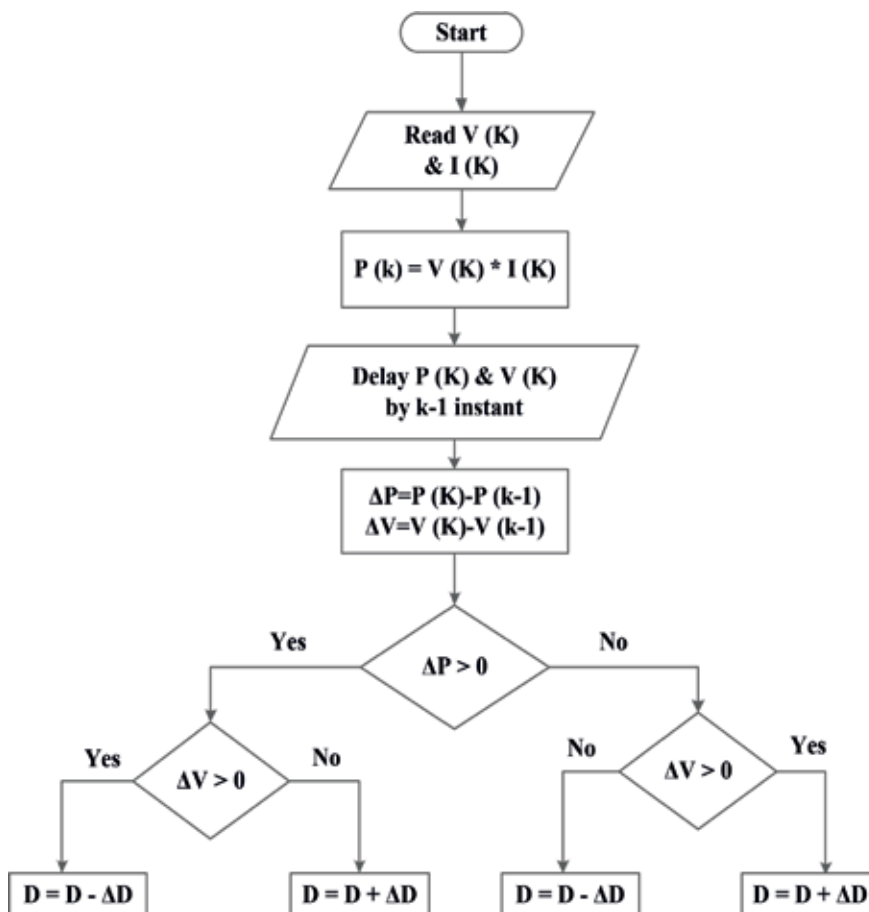 Start
Read V (K)
& I (K)
P (k) = V (K) * I (K)
Delay P (K) & V (K)
by k-1 instant
ΔP=P (K)-P (k-1)
ΔV=V (K)-V (k-1)
Yes
No
ΔP > 0
Yes
No
No
Yes
ΔV > 0
ΔV > 0
D = D - ΔD
D = D + ΔD
D = D - ΔD
D = D + ΔD